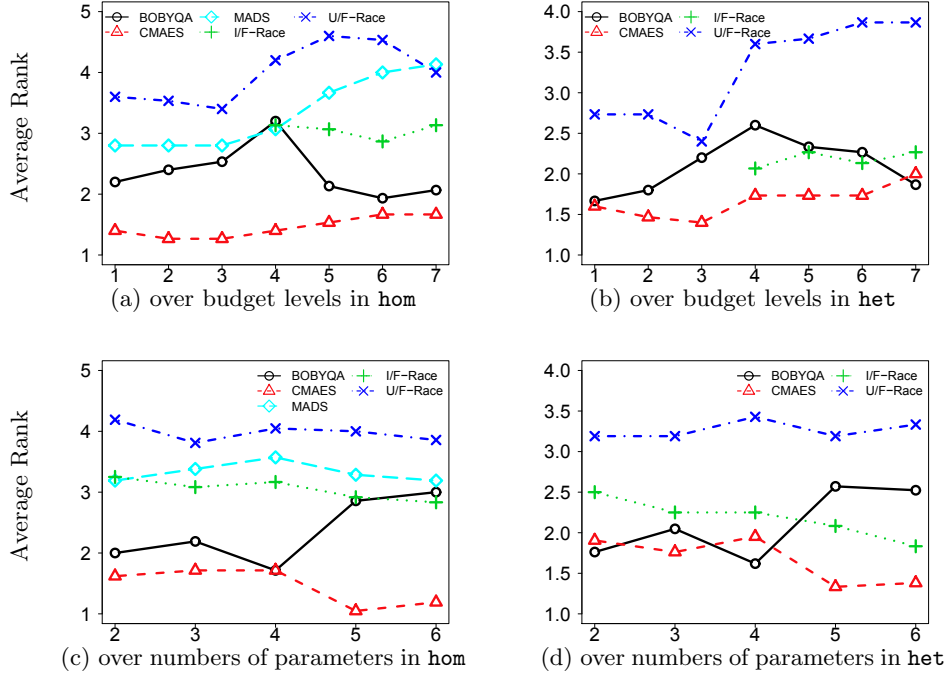 BOBYQA MADS U/F−Race
CMAES I/F−Race
Average Rank
5
4
3
2
1
1 2 3 4 5 6 7
(a) over budget levels in hom
BOBYQA I/F−Race
CMAES U/F−Race
4.0
3.5
3.0
2.5
2.0
1.5
1.0
1 2 3 4 5 6 7
(b) over budget levels in het
BOBYQA I/F−Race
CMAES U/F−Race
MADS
Average Rank
5
4
3
2
1
2 3 4 5 6
(c) over numbers of parameters in hom
BOBYQA I/F−Race
CMAES U/F−Race
4.0
3.5
3.0
2.5
2.0
1.5
1.0
2 3 4 5 6
(d) over numbers of parameters in het